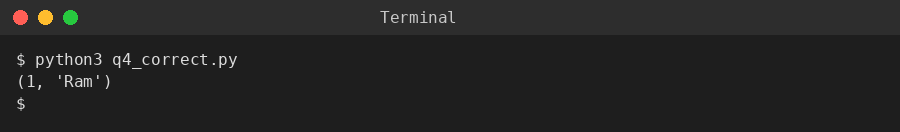 Terminal
$ python3 q4_correct.py
(1, 'Ram')
$